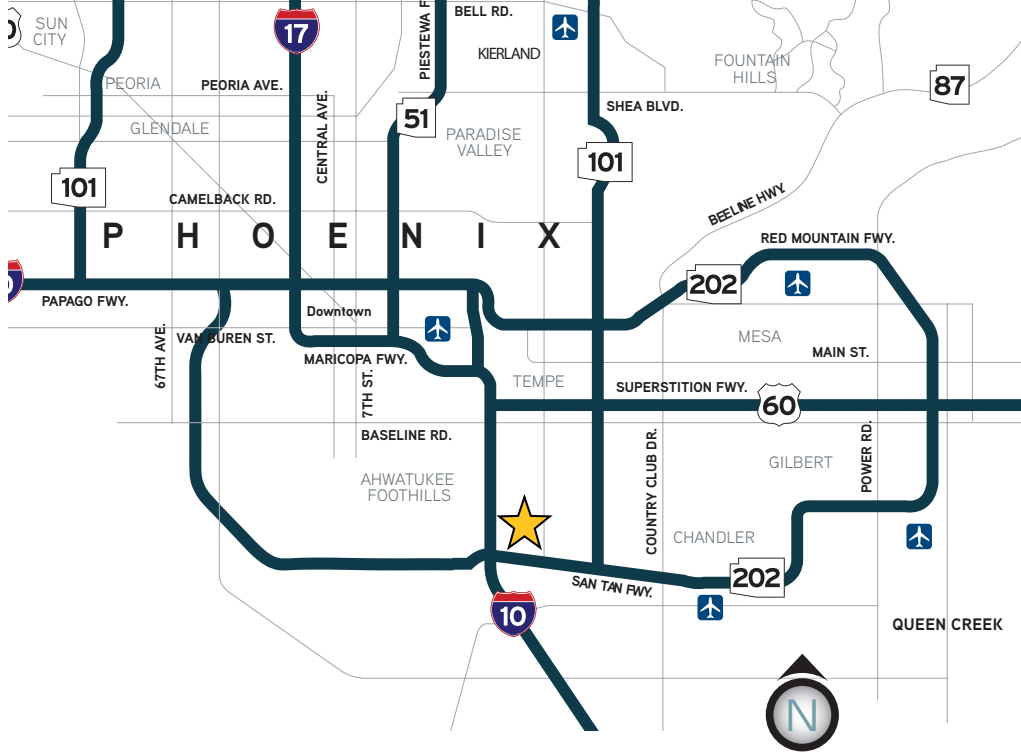 BELL RD.
SUN
CITY
17
KIERLAND
FOUNTAIN
HILLS
PEORIA
PEORIA AVE.
87
SHEA BLVD.
51
GLENDALE
CENTRAL AVE.
PARADISE
VALLEY
101
101
CAMELBACK RD.
BEELINE HWY.
PHOENIX
RED MOUNTAIN FWY.
202
PAPAGO FWY.
Downtown
67TH AVE.
VAN BUREN ST.
MESA
MAIN ST.
MARICOPA FWY.
7TH ST.
TEMPE
SUPERSTITION FWY.
60
BASELINE RD.
COUNTRY CLUB DR.
POWER RD.
GILBERT
AHWATUKEE
FOOTHILLS
CHANDLER
202
SAN TAN FWY.
10
QUEEN CREEK
N